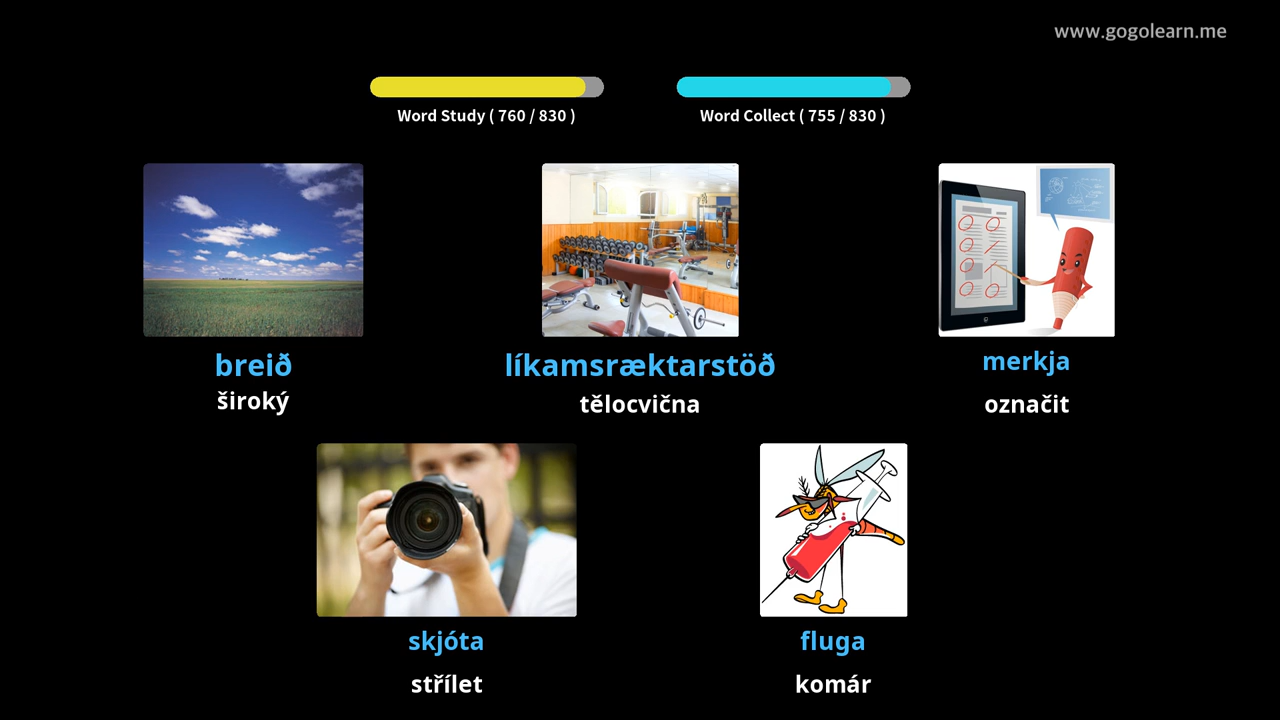 www.gogolearn.me
Word Study ( 760 / 830 )
Word Collect ( 755 / 830 )
breið
široký
líkamsræktarstöð
tělocvična
merkja
označit
skjóta
střílet
fluga
komár